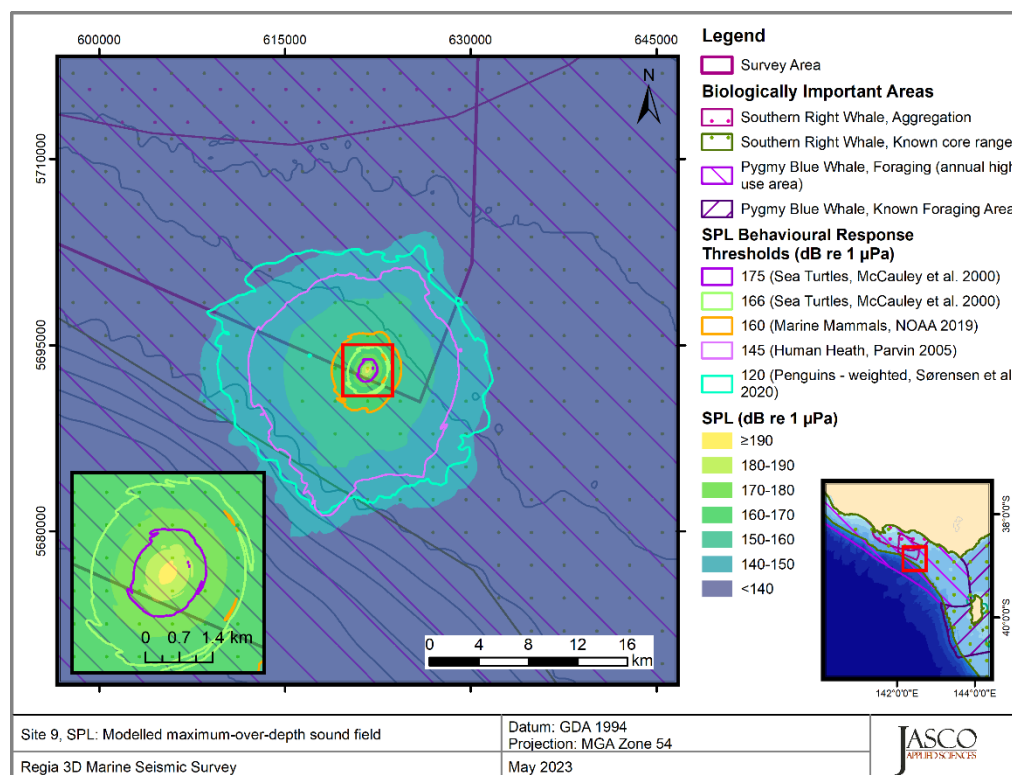 600000
615000
630000
645000
5710000
5695000
5680000
N
0 0.7 1.4 km
0 4 8 12 16
km
Legend
Survey Area
Biologically Important Areas
Southern Right Whale, Aggregation
Southern Right Whale, Known core range
Pygmy Blue Whale, Foraging (annual high
use area)
Pygmy Blue Whale, Known Foraging Area
SPL Behavioural Response
Thresholds (dB re 1 µPa)
175 (Sea Turtles, McCauley et al. 2000)
166 (Sea Turtles, McCauley et al. 2000)
160 (Marine Mammals, NOAA 2019)
145 (Human Heath, Parvin 2005)
120 (Penguins - weighted, Sørensen et al
2020)
SPL (dB re 1 µPa)
≥190
180-190
170-180
160-170
150-160
140-150
<140
38°0'0"S
40°0'0"S
142°0'0"E
144°0'0"E
Site 9, SPL: Modelled maximum-over-depth sound field
Datum: GDA 1994
Projection: MGA Zone 54
Regia 3D Marine Seismic Survey
May 2023
JASCO
APPLIED SCIENCES